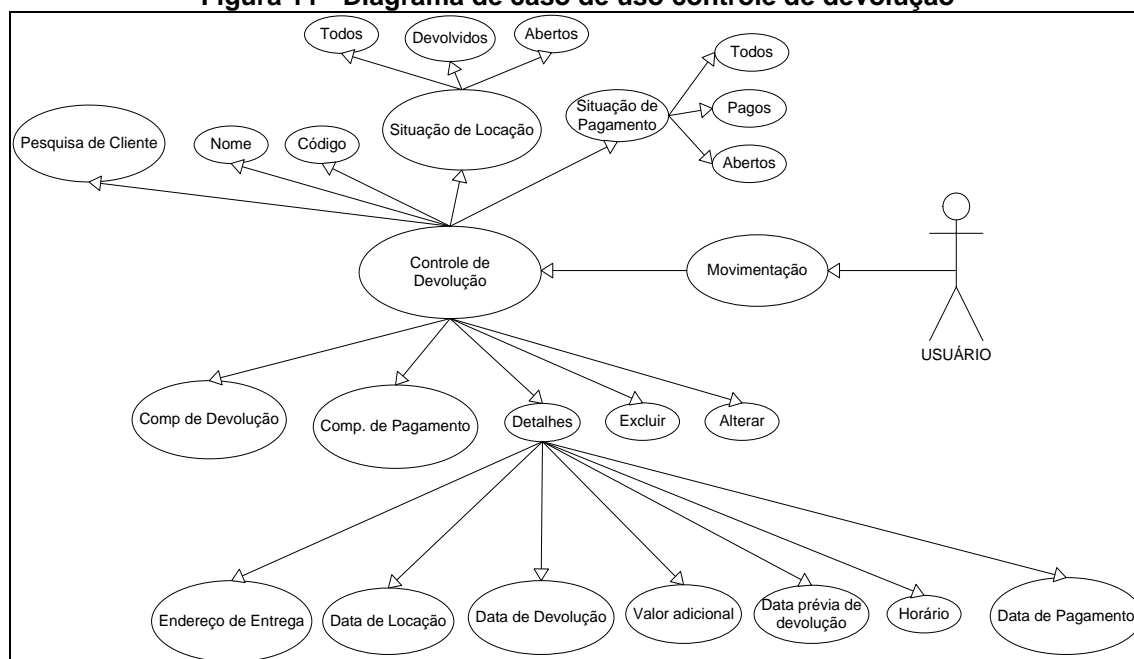 Figura 11 - Diagrama de caso de uso controle de devolução
Todos
Devolvidos
Abertos
Todos
Situação de
Pagamento
Pagos
Abertos
Situação de Locação
Pesquisa de Cliente
Nome
Código
Controle de
Devolução
Movimentação
USUÁRIO
Comp de Devolução
Comp. de Pagamento
Detalhes
Excluir
Alterar
Endereço de Entrega
Data de Locação
Data de Devolução
Valor adicional
Data prévia de
devolução
Horário
Data de Pagamento